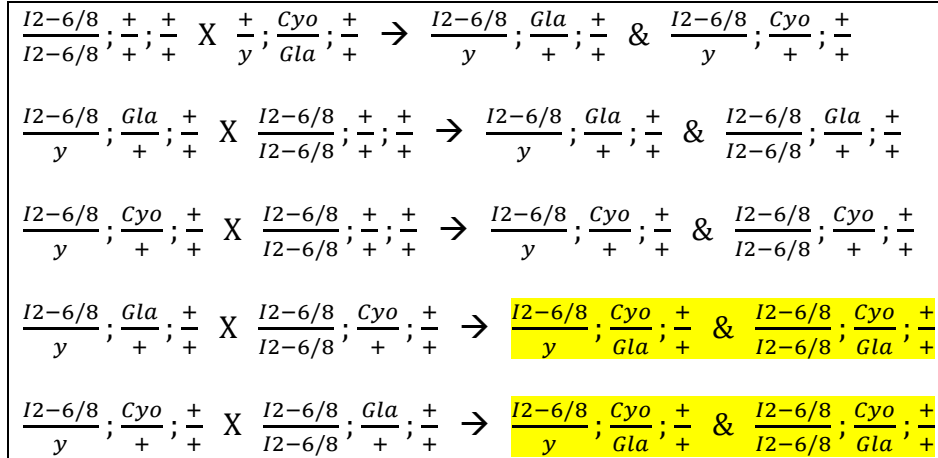 I2−6/8/I2−6/8 ; +/+ ; +/+ X +/y ; Cyo/Gla ; +/+ → I2−6/8/y ; Gla/+ ; +/+ & I2−6/8/y ; Cyo/+ ; +/+
I2−6/8/y ; Gla/+ ; +/+ X I2−6/8/I2−6/8 ; +/+ ; +/+ → I2−6/8/y ; Gla/+ ; +/+ & I2−6/8/I2−6/8 ; Gla/+ ; +/+
I2−6/8/y ; Cyo/+ ; +/+ X I2−6/8/I2−6/8 ; +/+ ; +/+ → I2−6/8/y ; Cyo/+ ; +/+ & I2−6/8/I2−6/8 ; Cyo/+ ; +/+
I2−6/8/y ; Gla/+ ; +/+ X I2−6/8/I2−6/8 ; Cyo/+ ; +/+ → I2−6/8/y ; Cyo/Gla ; +/+ & I2−6/8/I2−6/8 ; Cyo/Gla ; +/+
I2−6/8/y ; Cyo/+ ; +/+ X I2−6/8/I2−6/8 ; Gla/+ ; +/+ → I2−6/8/y ; Cyo/Gla ; +/+ & I2−6/8/I2−6/8 ; Cyo/Gla ; +/+